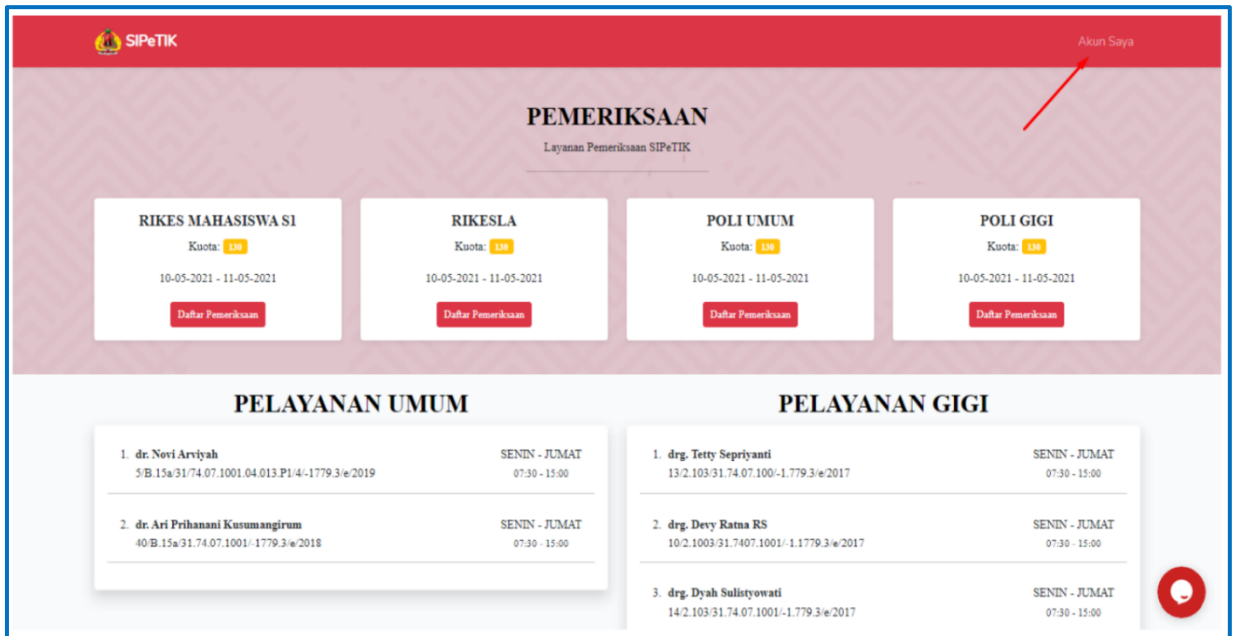 SIPeTIK
Akun Saya
PEMERIKSAAN
Layanan Pemeriksaan SIPeTIK
RIKES MAHASISWA S1
Kuota: 130
10-05-2021 - 11-05-2021
Daftar Pemeriksaan
RIKESLA
Kuota: 130
10-05-2021 - 11-05-2021
Daftar Pemeriksaan
POLI UMUM
Kuota: 130
10-05-2021 - 11-05-2021
Daftar Pemeriksaan
POLI GIGI
Kuota: 130
10-05-2021 - 11-05-2021
Daftar Pemeriksaan
PELAYANAN UMUM
1. dr. Novi Arviyah SENIN - JUMAT
5/B.15a/31/74.07.1001.04.013.P1/4/-1779.3/e/2019 07:30 - 15:00
2. dr. Ari Prihanani Kusumangirum SENIN - JUMAT
40/B.15a/31.74.07.1001/-1779.3/e/2018 07:30 - 15:00
PELAYANAN GIGI
1. drg. Tetty Sepriyanti SENIN - JUMAT
13/2.103/31.74.07.100/-1.779.3/e/2017 07:30 - 15:00
2. drg. Devy Ratna RS SENIN - JUMAT
10/2.1003/31.7407.1001/-1.1779.3/e/2017 07:30 - 15:00
3. drg. Dyah Sulistyowati SENIN - JUMAT
14/2.103/31.74.07.1001/-1.779.3/e/2017 07:30 - 15:00